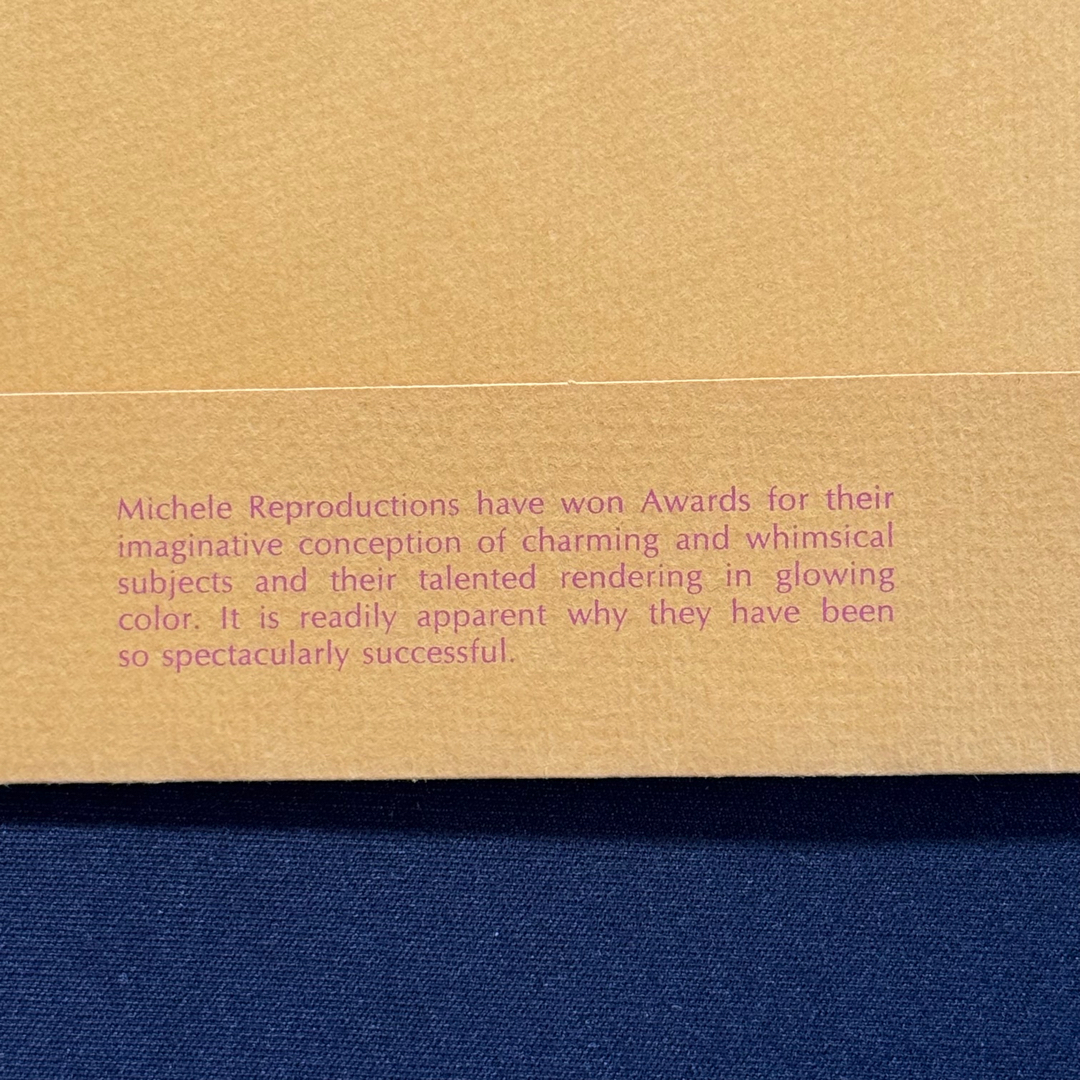 Michele Reproductions have won Awards for their
imaginative conception of charming and whimsical
subjects and their talented rendering in glowing
color. It is readily apparent why they have been
so spectacularly successful.